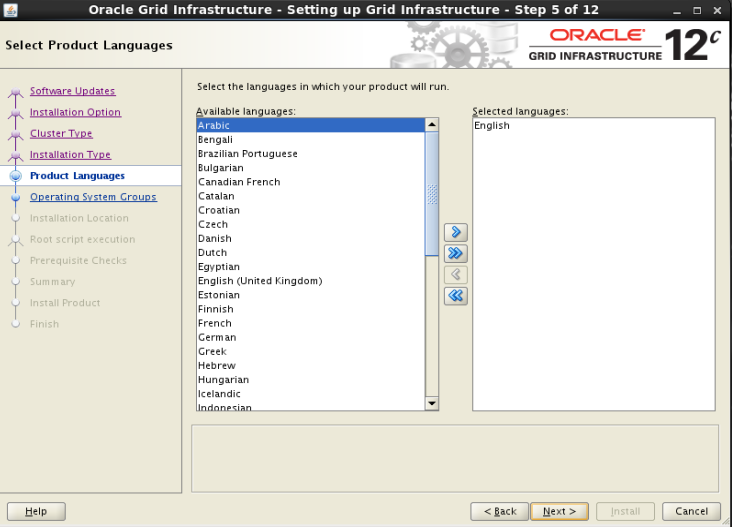 Oracle Grid Infrastructure - Setting up Grid Infrastructure - Step 5 of 12
Select Product Languages
ORACLE
GRID INFRASTRUCTURE
12c
Software Updates
Installation Option
Cluster Type
Installation Type
Product Languages
Operating System Groups
Installation Location
Root script execution
Prerequisite Checks
Summary
Install Product
Finish
Select the languages in which your product will run.
Available languages:
Arabic
Bengali
Brazilian Portuguese
Bulgarian
Canadian French
Catalan
Croatian
Czech
Danish
Dutch
Egyptian
English (United Kingdom)
Estonian
Finnish
French
German
Greek
Hebrew
Hungarian
Icelandic
Indonesian
Selected languages:
English
Help
< Back
Next >
Install
Cancel